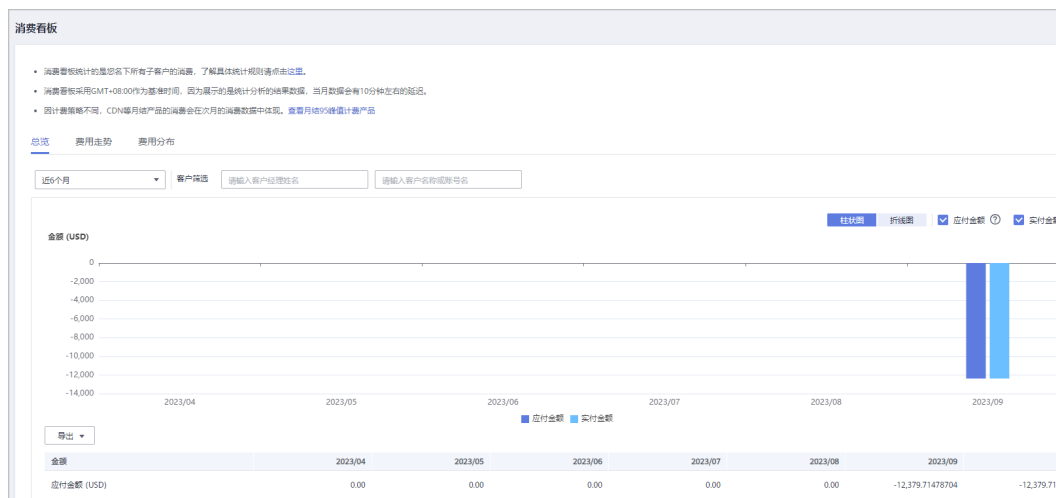 消费看板
• 消费看板统计的是您名下所有子客户的消费，了解具体统计规则请点击这里。
• 消费看板采用GMT+08:00作为基准时间，因为展示的是统计分析的结果数据，当月数据会有10分钟左右的延迟。
• 因计费策略不同，CDN等月结产品的消费会在次月的消费数据中体现。查看月结95峰值计费产品
总览 费用走势 费用分布
近6个月 客户筛选 请输入客户经理姓名 请输入客户名称或账号名
柱状图 折线图 应付金额 实付金额
金额 (USD)
0
-2,000
-4,000
-6,000
-8,000
-10,000
-12,000
-14,000
2023/04 2023/05 2023/06 2023/07 2023/08 2023/09
应付金额 实付金额
导出
金额 2023/04 2023/05 2023/06 2023/07 2023/08 2023/09
应付金额 (USD) 0.00 0.00 0.00 0.00 0.00 -12,379.71478704 -12,379.71